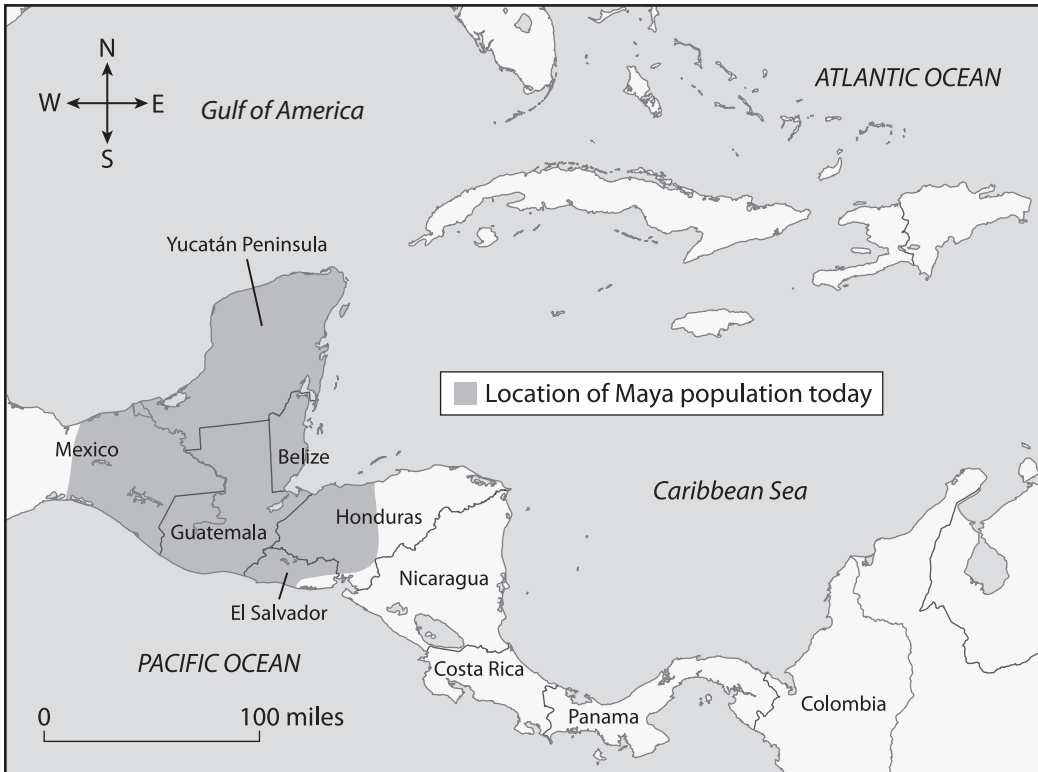 N
W E
S
Gulf of America
ATLANTIC OCEAN
Yucatán Peninsula
Location of Maya population today
Mexico
Belize
Caribbean Sea
Guatemala
Honduras
Nicaragua
El Salvador
PACIFIC OCEAN
Costa Rica
Panama
Colombia
0 100 miles